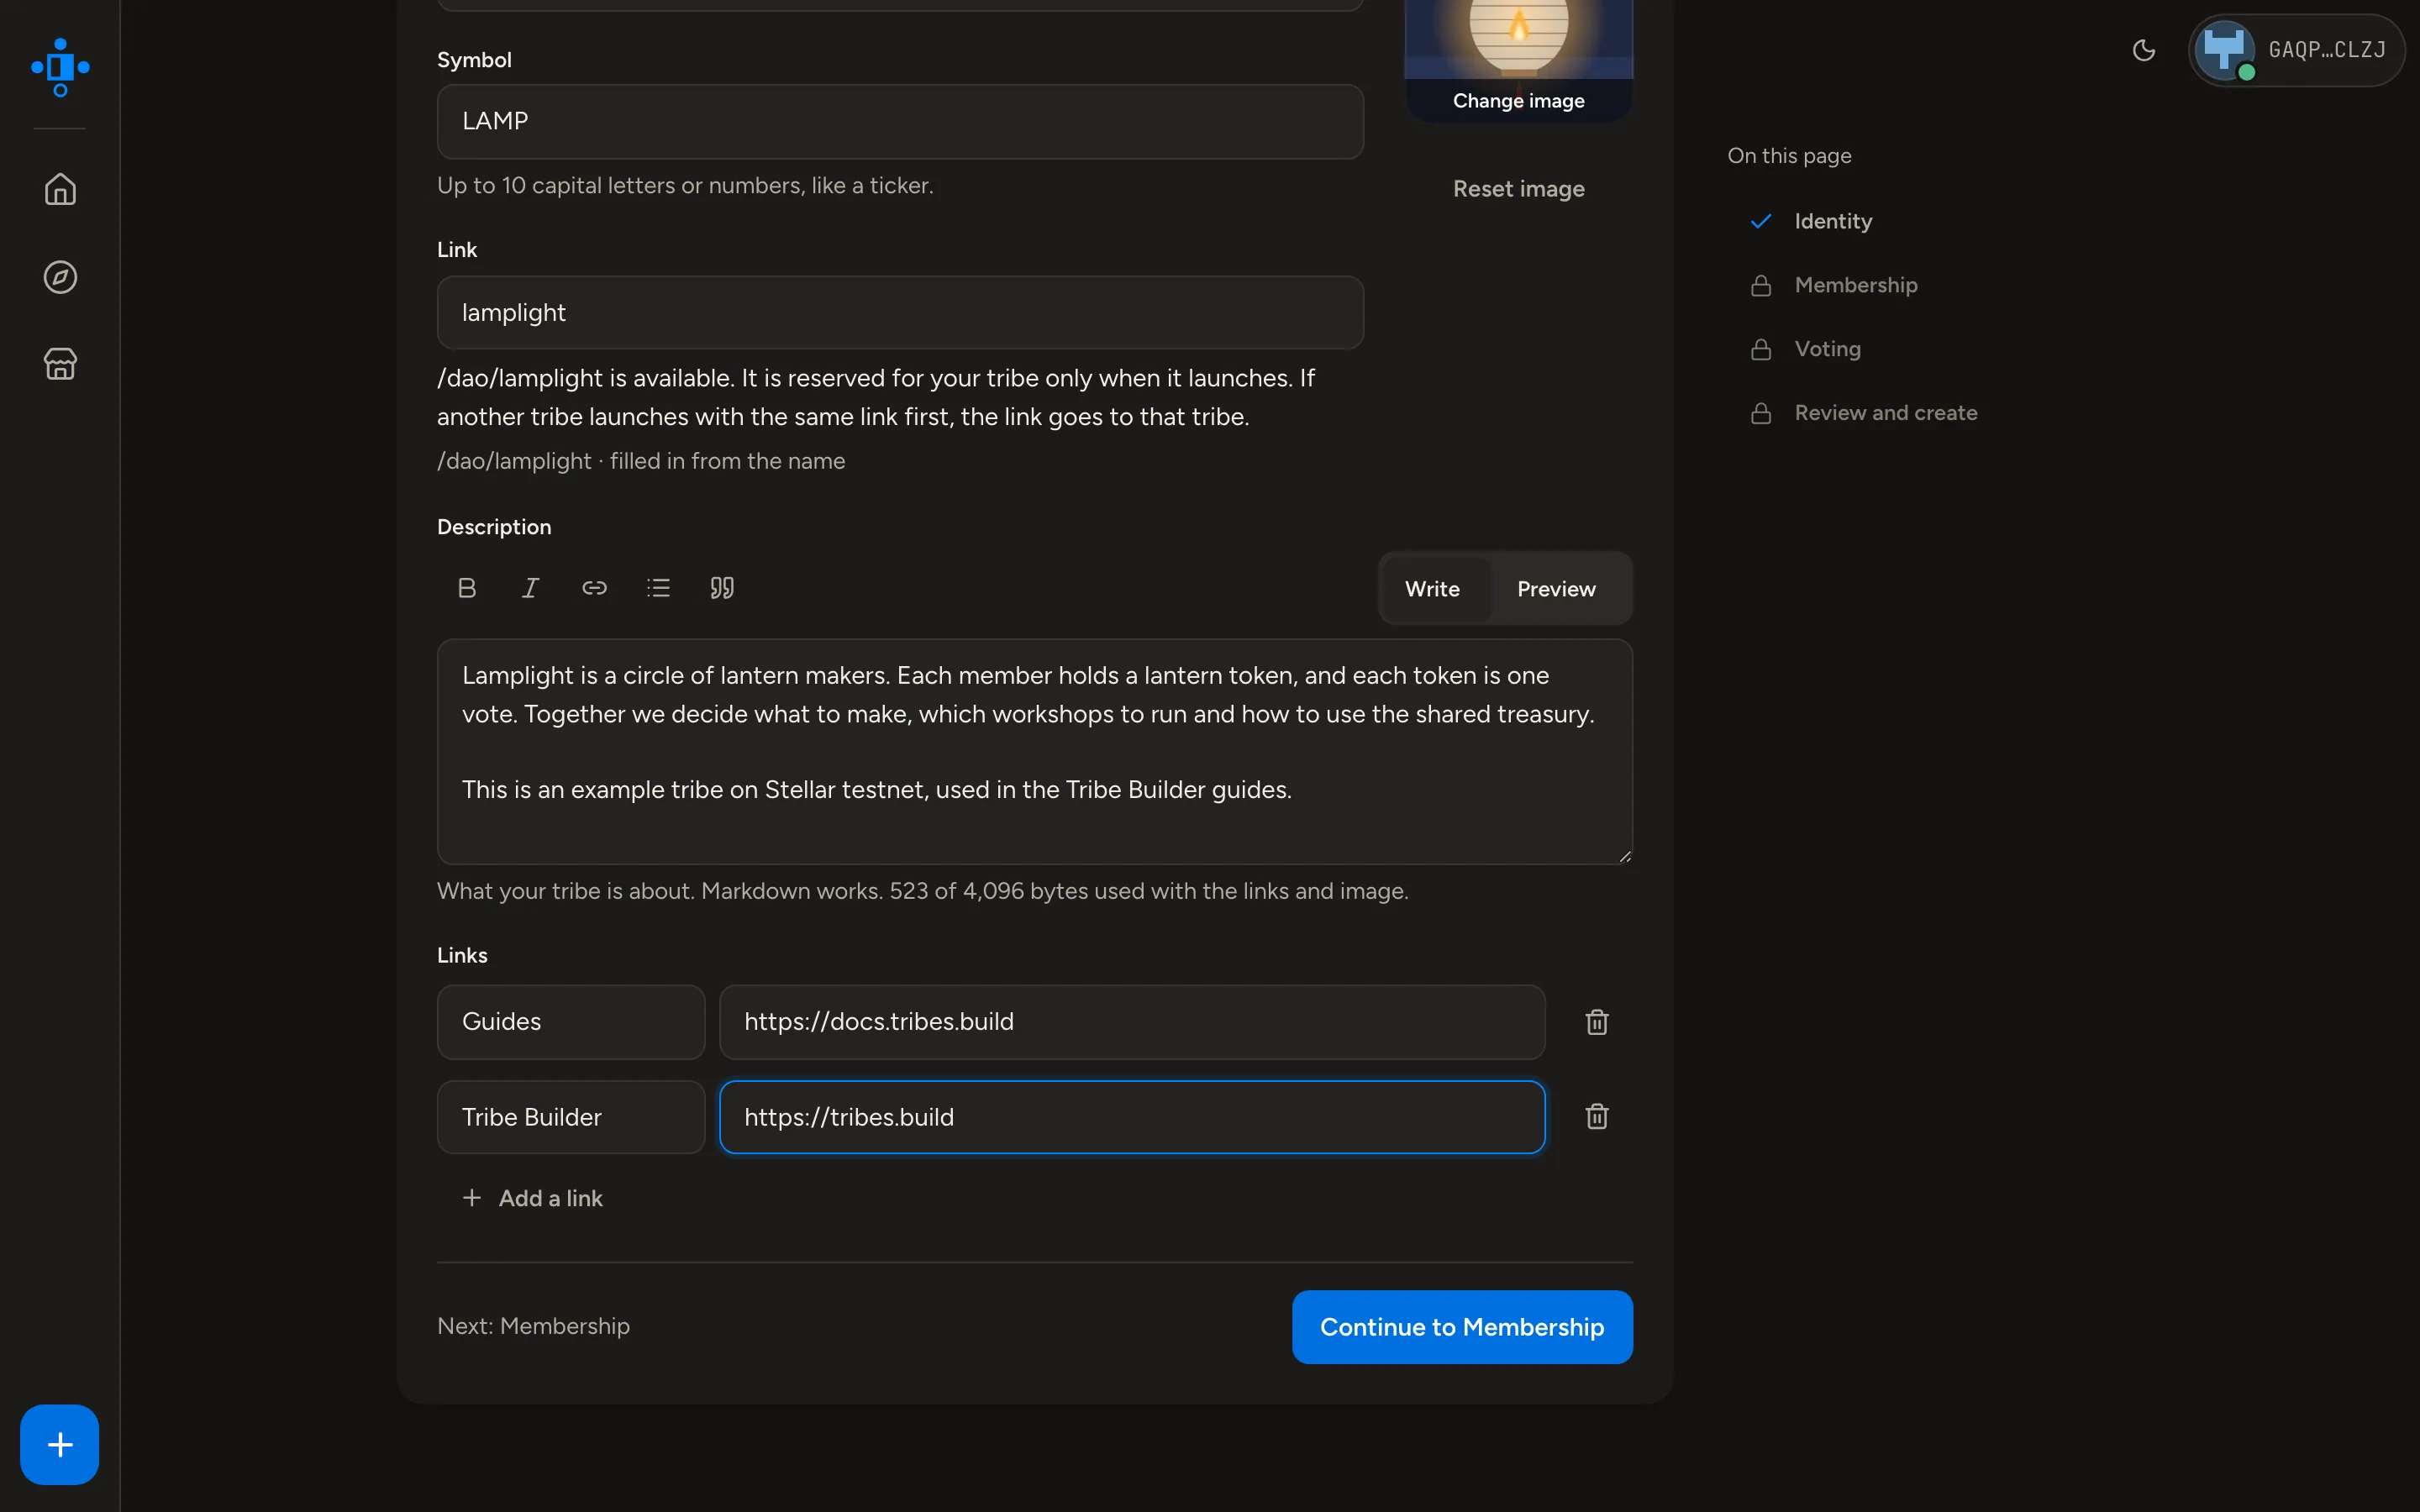 Symbol
LAMP
Up to 10 capital letters or numbers, like a ticker.
Change image
Reset image
Link
lamplight
/dao/lamplight is available. It is reserved for your tribe only when it launches. If
another tribe launches with the same link first, the link goes to that tribe.
/dao/lamplight · filled in from the name
Description
Write
Preview
Lamplight is a circle of lantern makers. Each member holds a lantern token, and each token is one
vote. Together we decide what to make, which workshops to run and how to use the shared treasury.
This is an example tribe on Stellar testnet, used in the Tribe Builder guides.
What your tribe is about. Markdown works. 523 of 4,096 bytes used with the links and image.
Links
Guides
https://docs.tribes.build
Tribe Builder
https://tribes.build
Add a link
Next: Membership
Continue to Membership
GAQP…CLZJ
On this page
Identity
Membership
Voting
Review and create